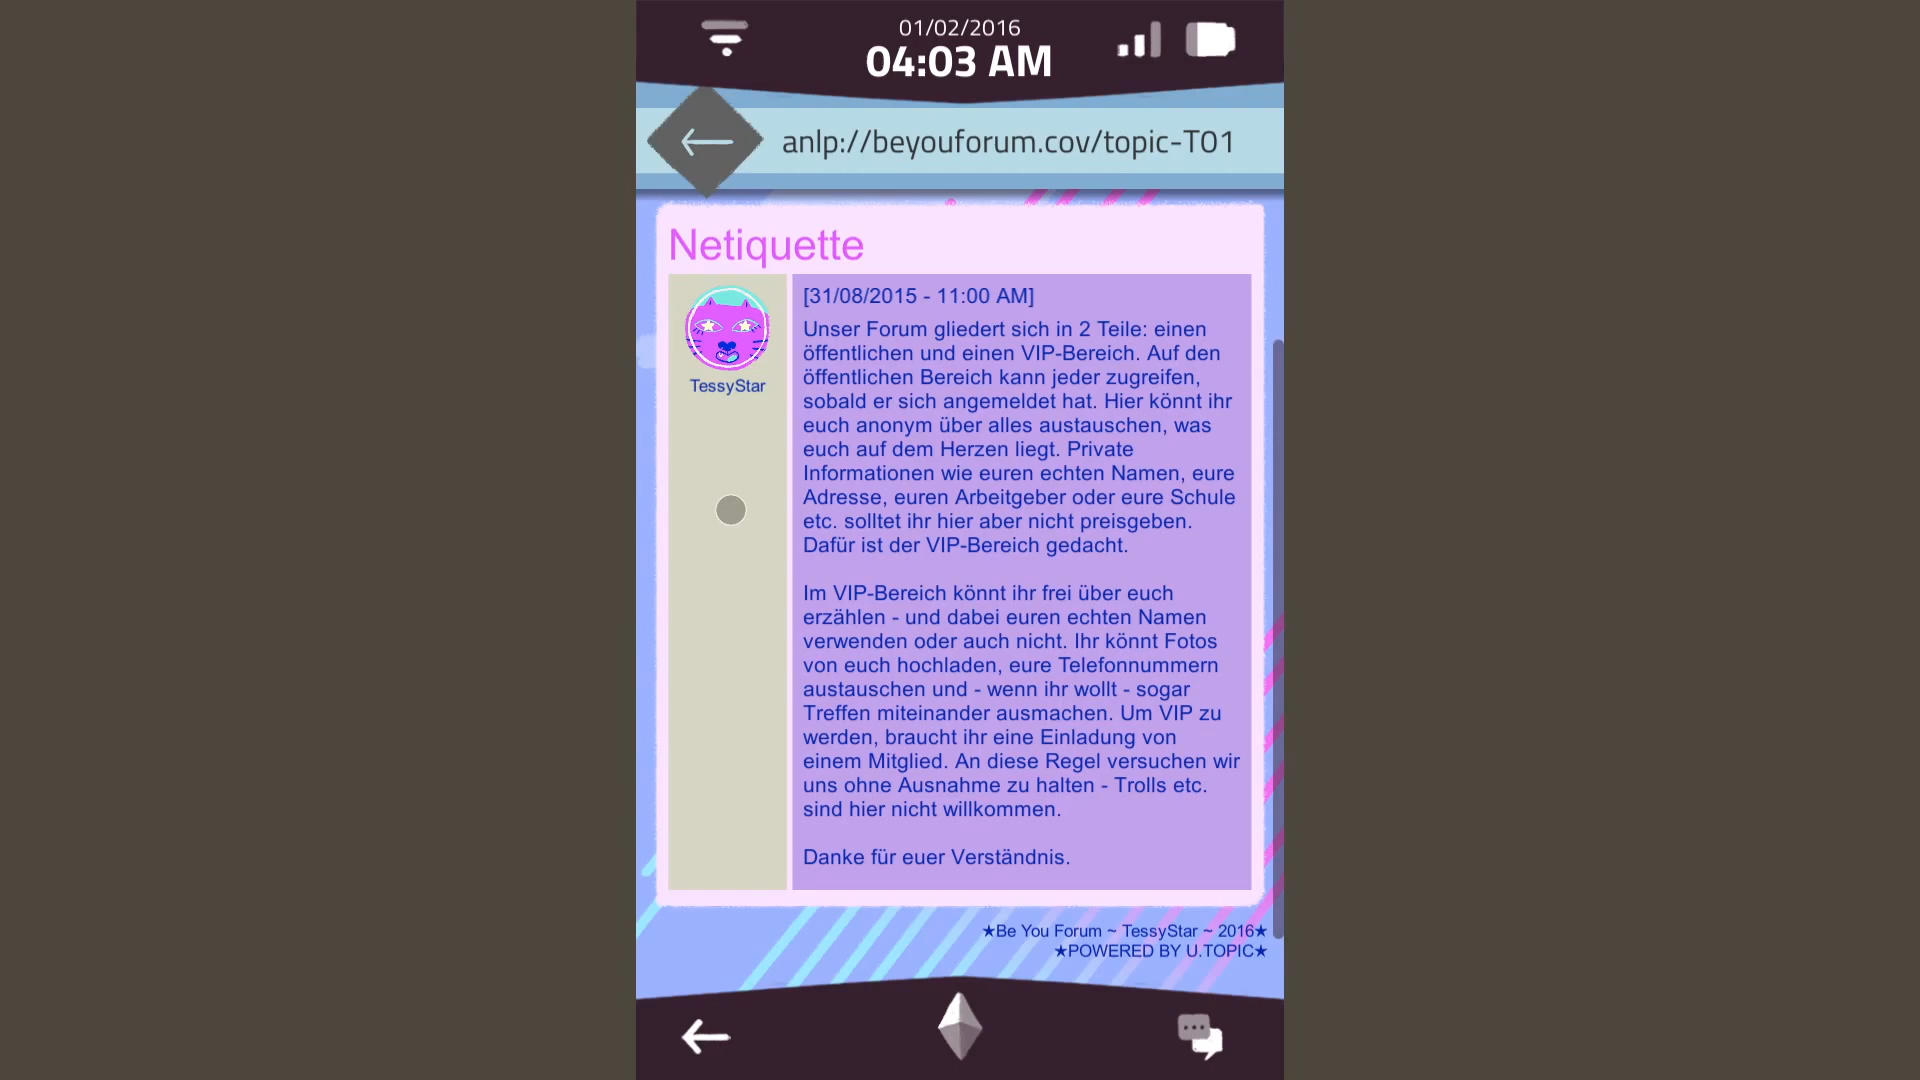 01/02/2016
04:03 AM
anlp://beyouforum.cov/topic-T01
Netiquette
TessyStar
[31/08/2015 - 11:00 AM]
Unser Forum gliedert sich in 2 Teile: einen
öffentlichen und einen VIP-Bereich. Auf den
öffentlichen Bereich kann jeder zugreifen,
sobald er sich angemeldet hat. Hier könnt ihr
euch anonym über alles austauschen, was
euch auf dem Herzen liegt. Private
Informationen wie euren echten Namen, eure
Adresse, euren Arbeitgeber oder eure Schule
etc. solltet ihr hier aber nicht preisgeben.
Dafür ist der VIP-Bereich gedacht.
Im VIP-Bereich könnt ihr frei über euch
erzählen - und dabei euren echten Namen
verwenden oder auch nicht. Ihr könnt Fotos
von euch hochladen, eure Telefonnummern
austauschen und - wenn ihr wollt - sogar
Treffen miteinander ausmachen. Um VIP zu
werden, braucht ihr eine Einladung von
einem Mitglied. An diese Regel versuchen wir
uns ohne Ausnahme zu halten - Trolls etc.
sind hier nicht willkommen.
Danke für euer Verständnis.
★Be You Forum ~ TessyStar ~ 2016★
★POWERED BY U.TOPIC★